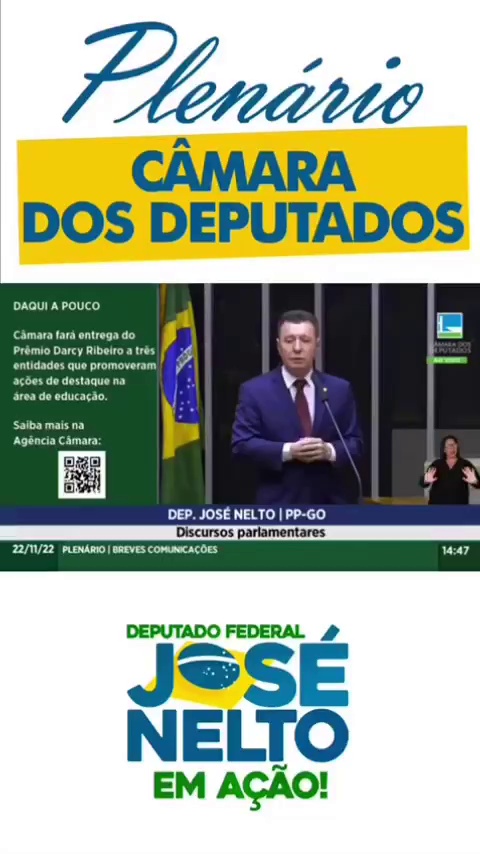 Plenário
CÂMARA
DOS DEPUTADOS
DAQUI A POUCO
Câmara fará entrega do
Prêmio Darcy Ribeiro a três
entidades que promoveram
ações de destaque na
área de educação.
Saiba mais na
Agência Câmara:
CÂMARA DOS
DEPUTADOS
DEP. JOSÉ NELTO | PP-GO
Discursos parlamentares
22/11/22 PLENÁRIO | BREVES COMUNICAÇÕES 14:47
DEPUTADO FEDERAL
JOSÉ
NELTO
EM AÇÃO!